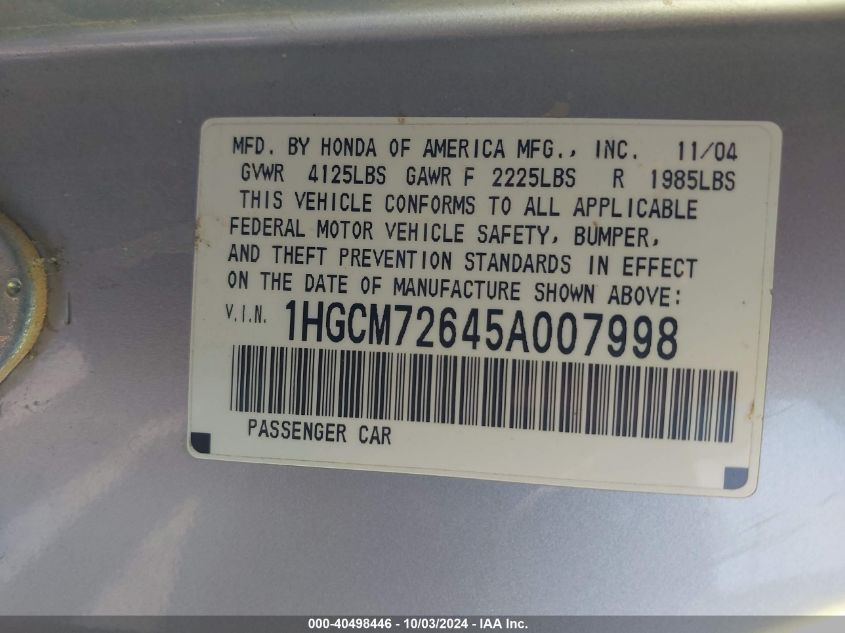 MFD. BY HONDA OF AMERICA MFG., INC. 11/04
GVWR 4125LBS GAWR F 2225LBS R 1985LBS
THIS VEHICLE CONFORMS TO ALL APPLICABLE
FEDERAL MOTOR VEHICLE SAFETY, BUMPER,
AND THEFT PREVENTION STANDARDS IN EFFECT
ON THE DATE OF MANUFACTURE SHOWN ABOVE:
V.I.N. 1HGCM72645A007998
PASSENGER CAR
000-40498446 - 10/03/2024 - IAA Inc.